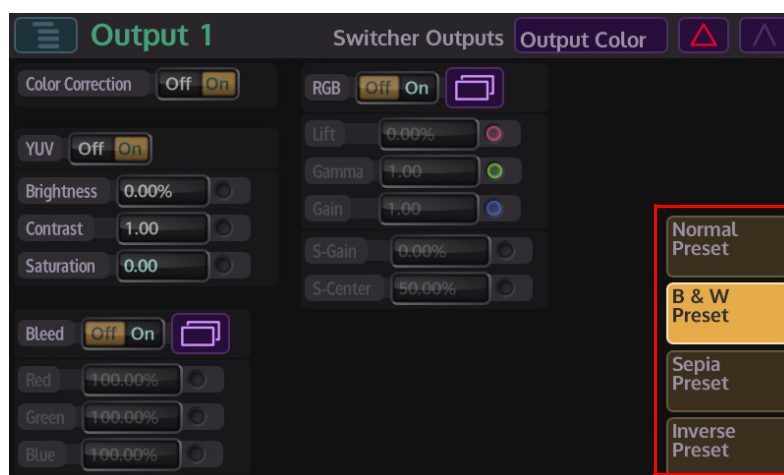 Output 1
Switcher Outputs Output Color
Color Correction Off On
YUV Off On
Brightness 0.00%
Contrast 1.00
Saturation 0.00
Bleed Off On
Red 100.00%
Green 100.00%
Blue 100.00%
RGB Off On
Lift 0.00%
Gamma 1.00
Gain 1.00
S-Gain 0.00%
S-Center 50.00%
Normal
Preset
B & W
Preset
Sepia
Preset
Inverse
Preset